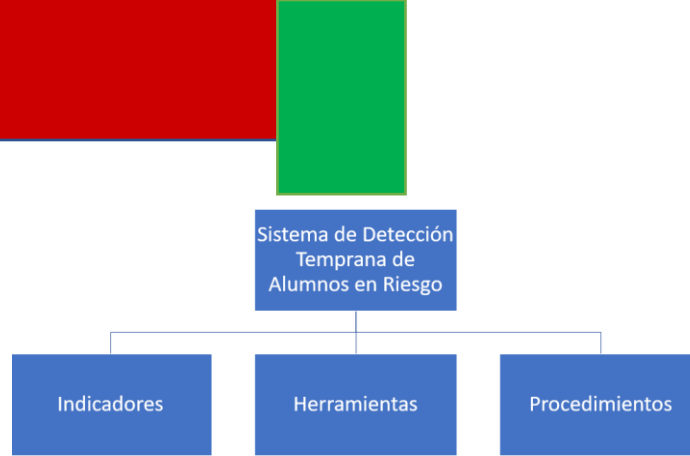 Sistema de Detección
Temprana de
Alumnos en Riesgo
Indicadores
Herramientas
Procedimientos